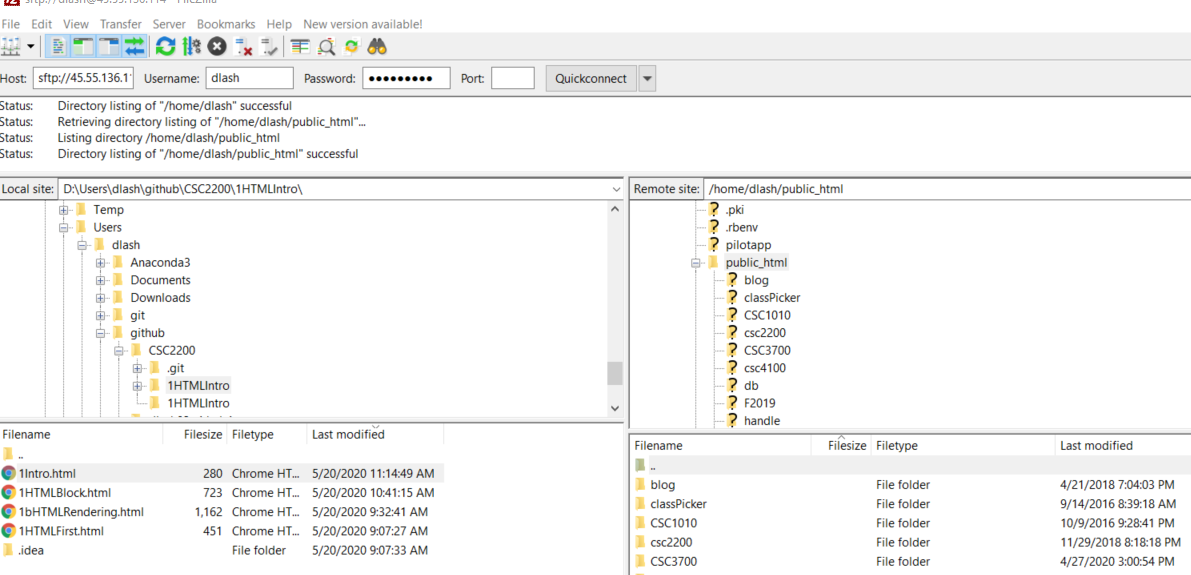 sftp://dlash@45.55.136.114 - FileZilla
File Edit View Transfer Server Bookmarks Help New version available!
Host: sftp://45.55.136.1 Username: dlash Password: ●●●●●●●●● Port: Quickconnect
Status: Directory listing of "/home/dlash" successful
Status: Retrieving directory listing of "/home/dlash/public_html"...
Status: Listing directory /home/dlash/public_html
Status: Directory listing of "/home/dlash/public_html" successful
Local site: D:\Users\dlash\github\CSC2200\1HTMLIntro\
Temp
Users
dlash
Anaconda3
Documents
Downloads
git
github
CSC2200
.git
1HTMLIntro
1HTMLIntro
Filename Filesize Filetype Last modified
..
1Intro.html 280 Chrome HT... 5/20/2020 11:14:49 AM
1HTMLBlock.html 723 Chrome HT... 5/20/2020 10:41:15 AM
1bHTMLRendering.html 1,162 Chrome HT... 5/20/2020 9:32:41 AM
1HTMLFirst.html 451 Chrome HT... 5/20/2020 9:07:27 AM
.idea File folder 5/20/2020 9:07:33 AM
Remote site: /home/dlash/public_html
.pki
.rbenv
pilotapp
public_html
blog
classPicker
CSC1010
csc2200
CSC3700
csc4100
db
F2019
handle
Filename Filesize Filetype Last modified
..
blog File folder 4/21/2018 7:04:03 PM
classPicker File folder 9/14/2016 8:39:18 AM
CSC1010 File folder 10/9/2016 9:28:41 PM
csc2200 File folder 11/29/2018 8:18:18 PM
CSC3700 File folder 4/27/2020 3:00:54 PM